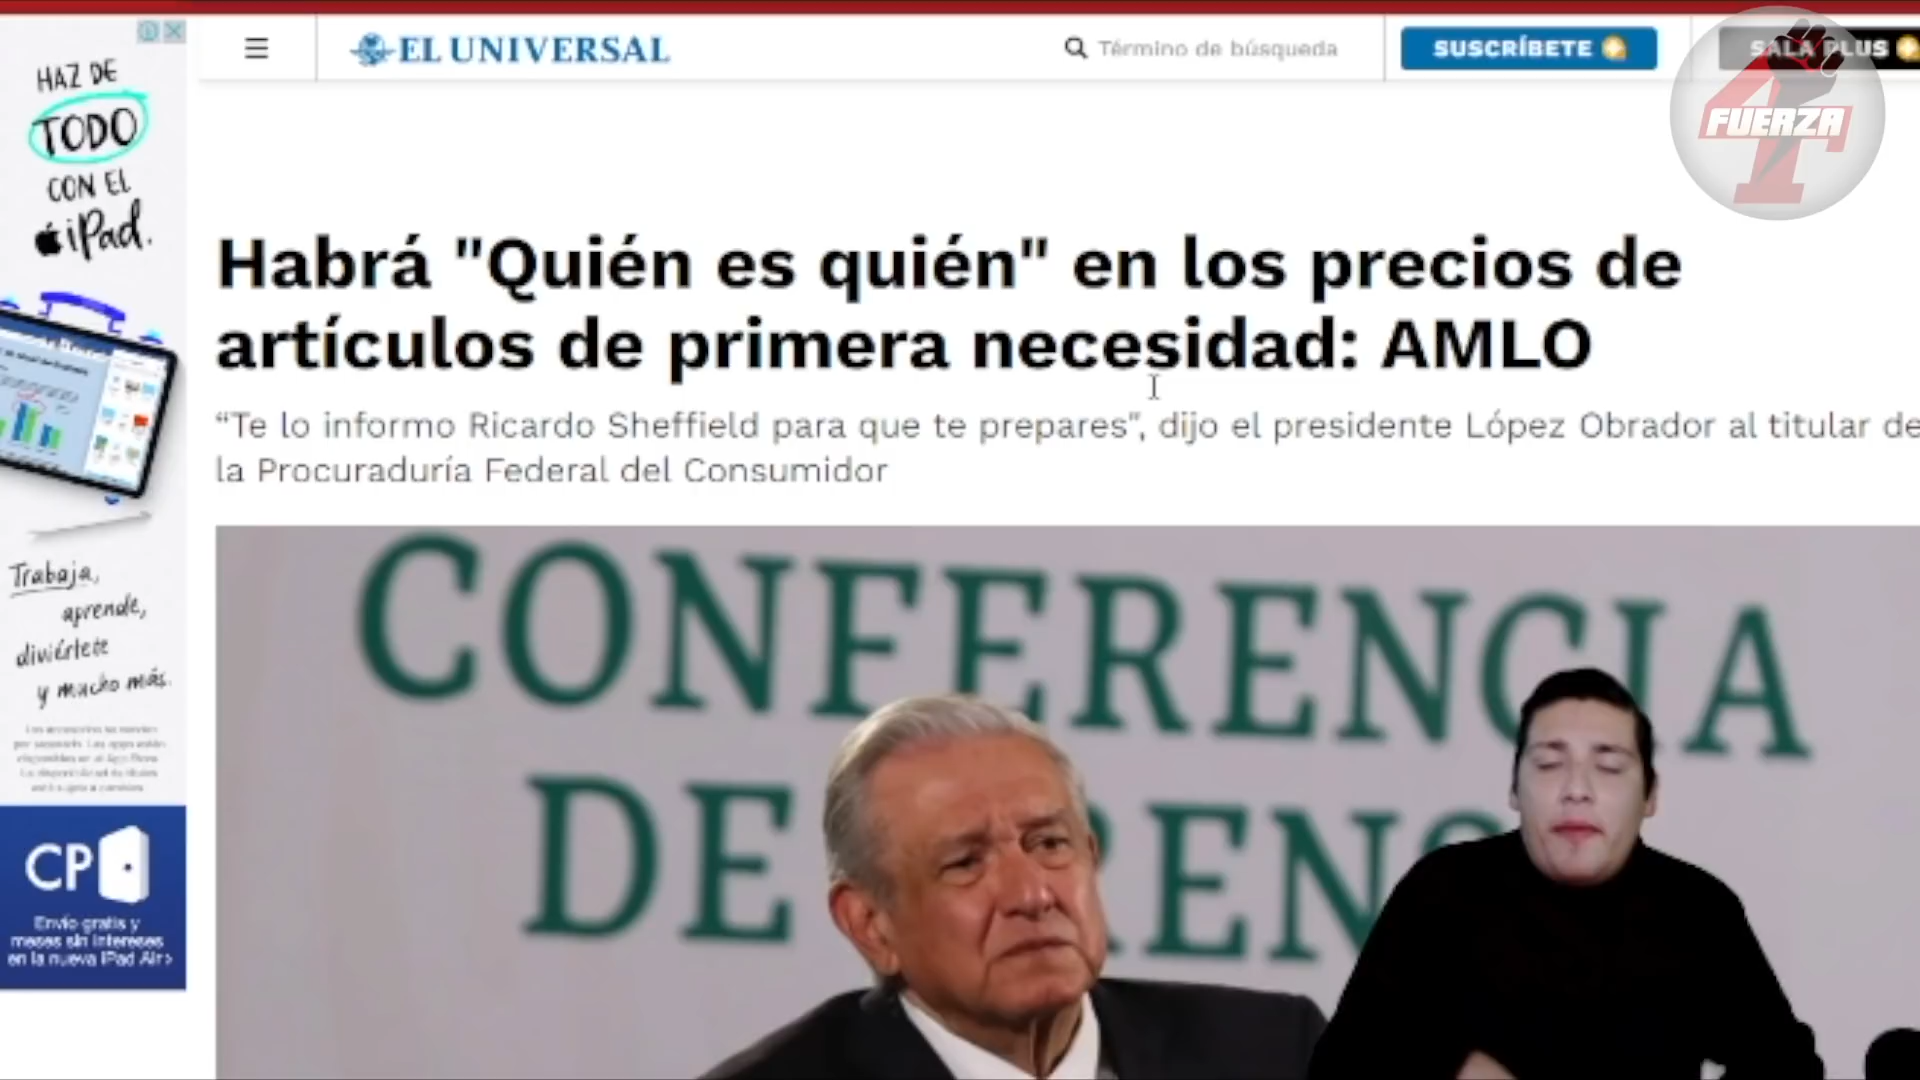 HAZ DE
TODO
CON EL
iPad.
Trabaja,
aprende,
diviértete
y mucho más.
CP
Envío gratis y
meses sin intereses
en la nueva iPad Air>
EL UNIVERSAL
Término de búsqueda
SUSCRÍBETE
SALA PLUS
4T
FUERZA
Habrá "Quién es quién" en los precios de
artículos de primera necesidad: AMLO
“Te lo informo Ricardo Sheffield para que te prepares”, dijo el presidente López Obrador al titular de
la Procuraduría Federal del Consumidor
CONFERENCIA
DE PRENSA